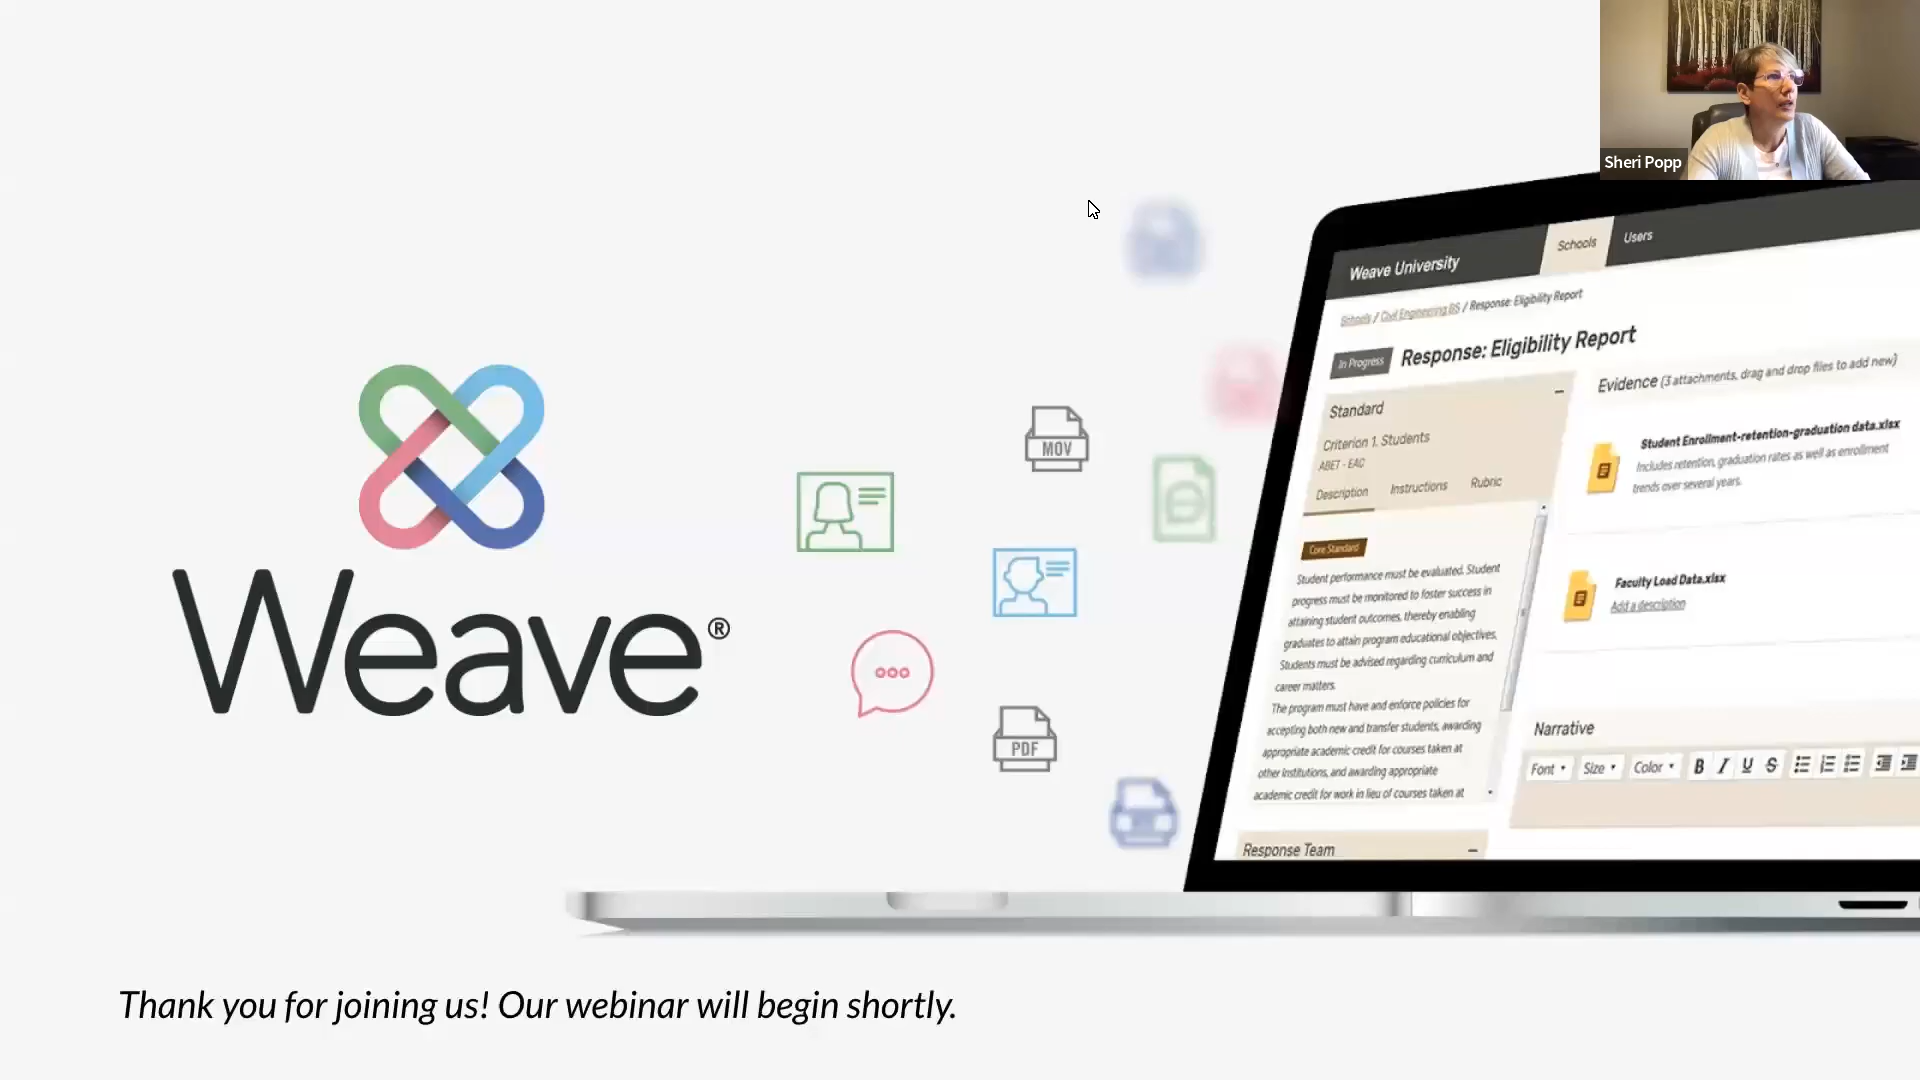 Sheri Popp
Weave University
Schools
Users
Schools / Civil Engineering BS / Response: Eligibility Report
In Progress
Response: Eligibility Report
Standard
Criterion 1. Students
ABET - EAC
Description
Instructions
Rubric
Core Standard
Student performance must be evaluated. Student
progress must be monitored to foster success in
attaining student outcomes, thereby enabling
graduates to attain program educational objectives.
Students must be advised regarding curriculum and
career matters.
The program must have and enforce policies for
accepting both new and transfer students, awarding
appropriate academic credit for courses taken at
other institutions, and awarding appropriate
academic credit for work in lieu of courses taken at
Response Team
Evidence (3 attachments, drag and drop files to add new)
Student Enrollment-retention-graduation data.xlsx
Includes retention, graduation rates as well as enrollment
trends over several years.
Faculty Load Data.xlsx
Add a description
Narrative
Font
Size
Color
B I U S
MOV
PDF
Weave®
Thank you for joining us! Our webinar will begin shortly.